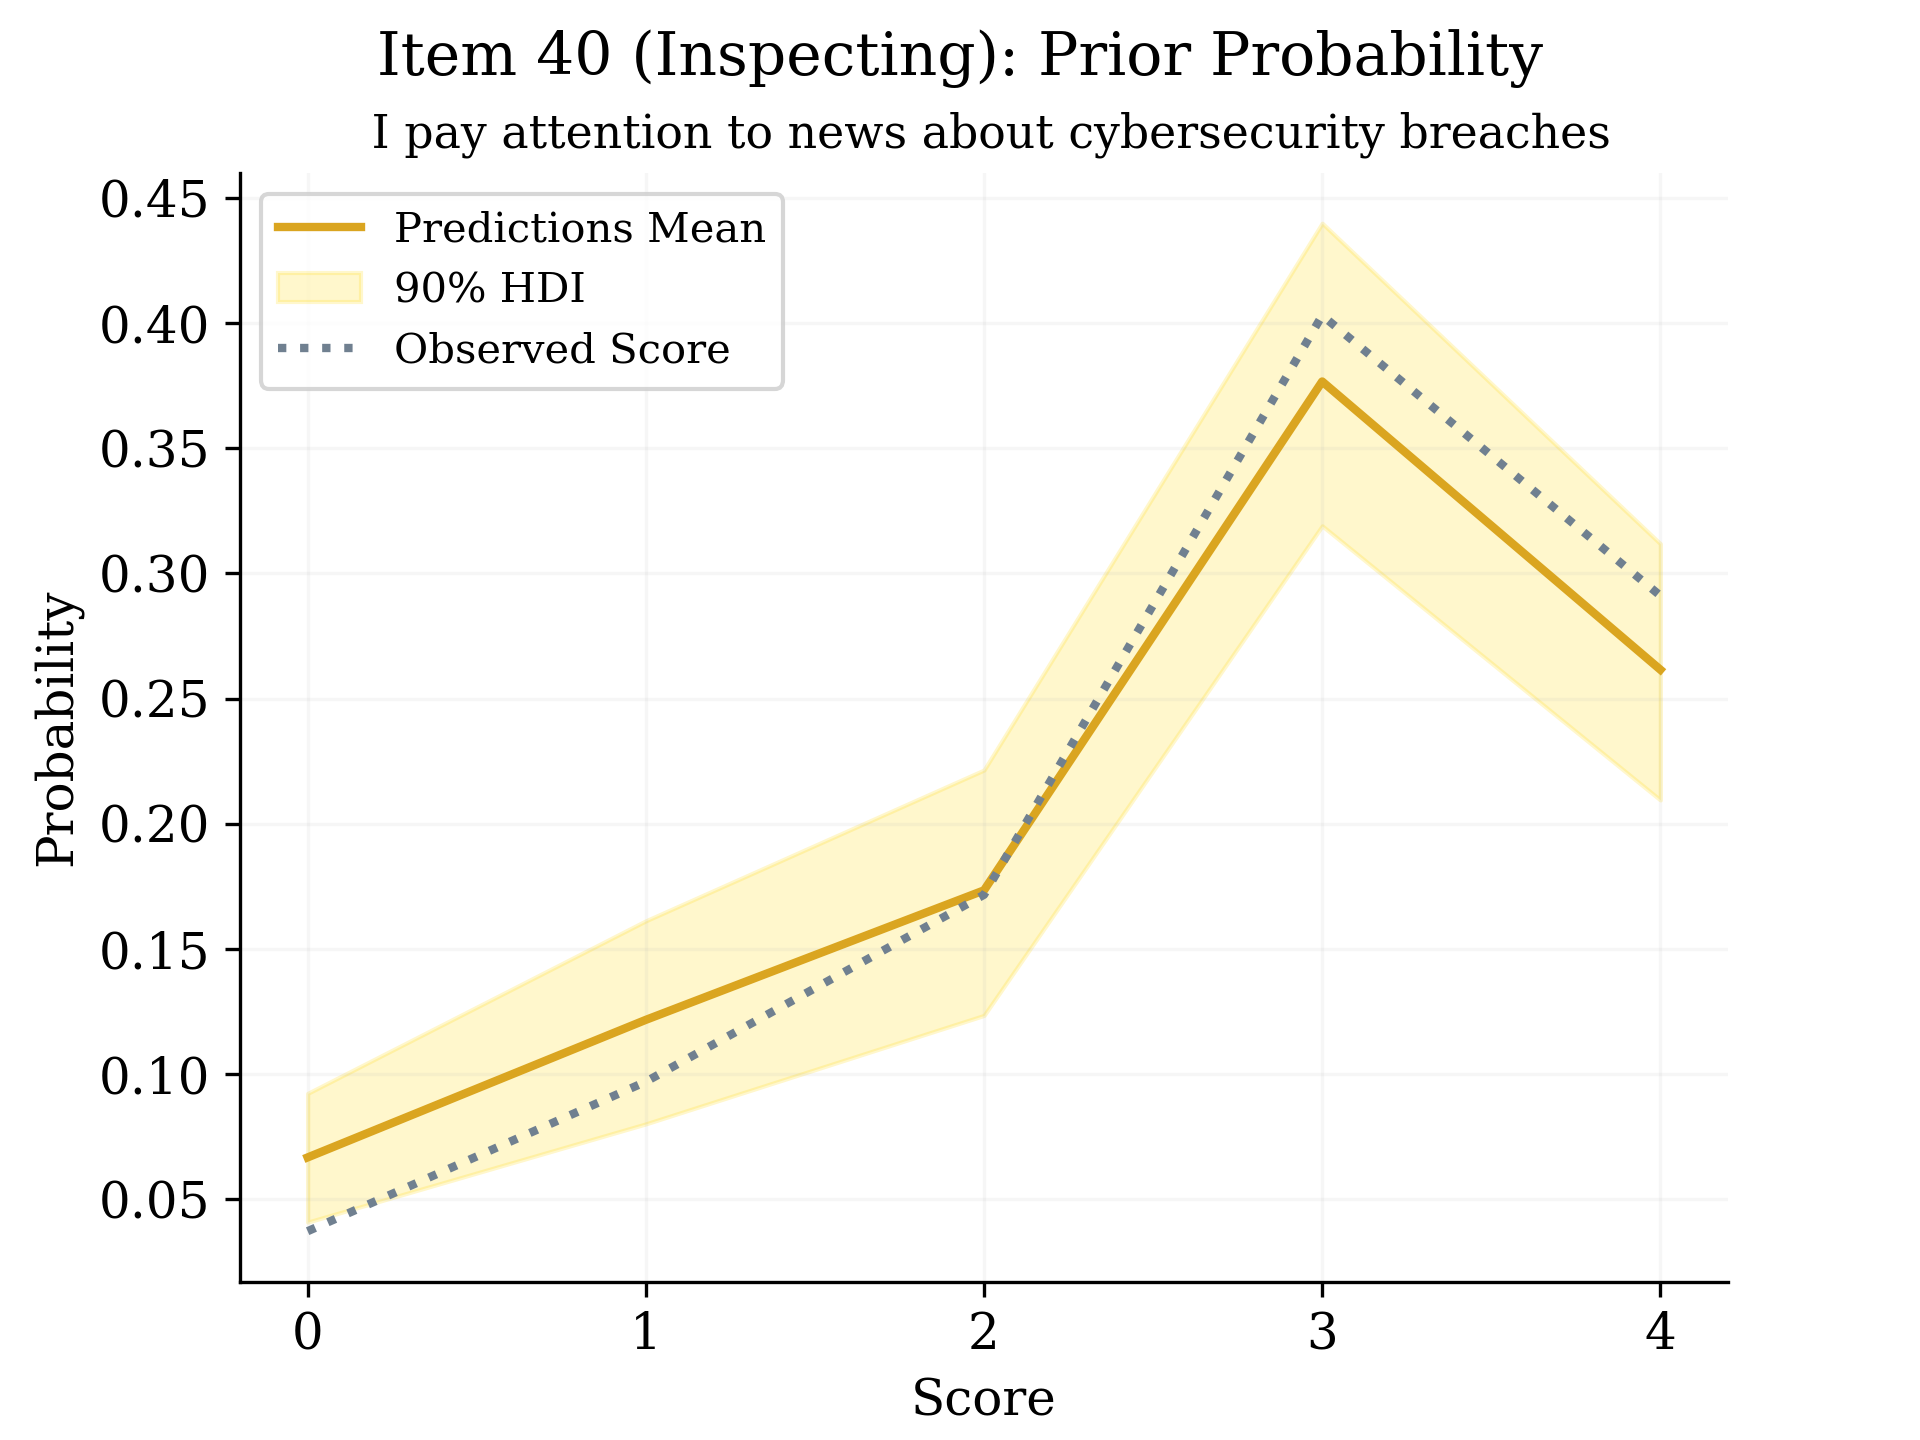 Item 40 (Inspecting): Prior Probability
I pay attention to news about cybersecurity breaches
Predictions Mean
90% HDI
Observed Score
0.45
0.40
0.35
0.30
0.25
0.20
0.15
0.10
0.05
Probability
0 1 2 3 4
Score